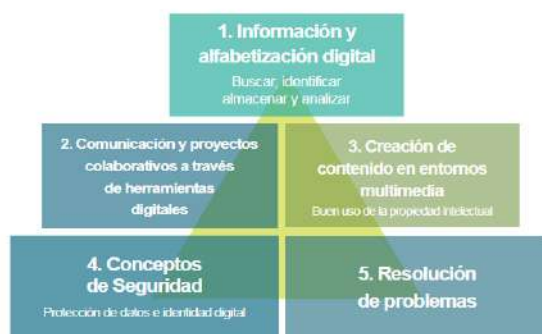 1. Información y
alfabetización digital
Buscar, identificar
almacenar y analizar
2. Comunicación y proyectos
colaborativos a través
de herramientas
digitales
3. Creación de
contenido en entornos
multimedia
Buen uso de la propiedad intelectual
4. Conceptos
de Seguridad
Protección de datos e identidad digital
5. Resolución
de problemas